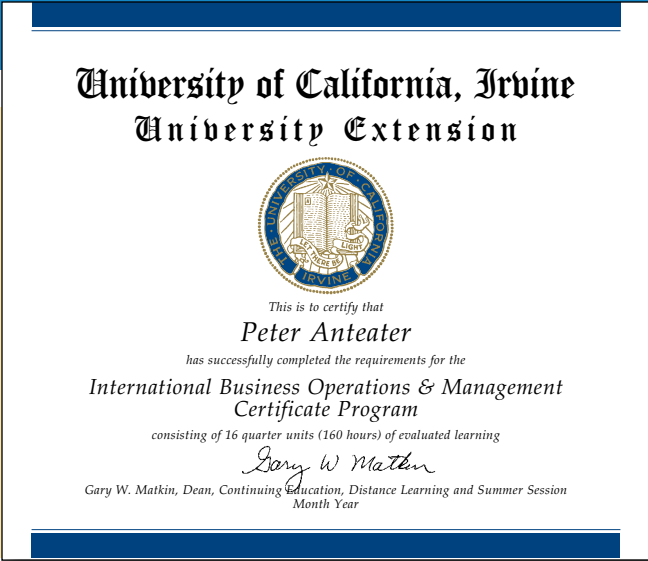 University of California, Irvine
University Extension
THE · UNIVERSITY · OF · CALIFORNIA
LET THERE BE LIGHT
IRVINE
This is to certify that
Peter Anteater
has successfully completed the requirements for the
International Business Operations & Management
Certificate Program
consisting of 16 quarter units (160 hours) of evaluated learning
Gary W Matkin
Gary W. Matkin, Dean, Continuing Education, Distance Learning and Summer Session
Month Year